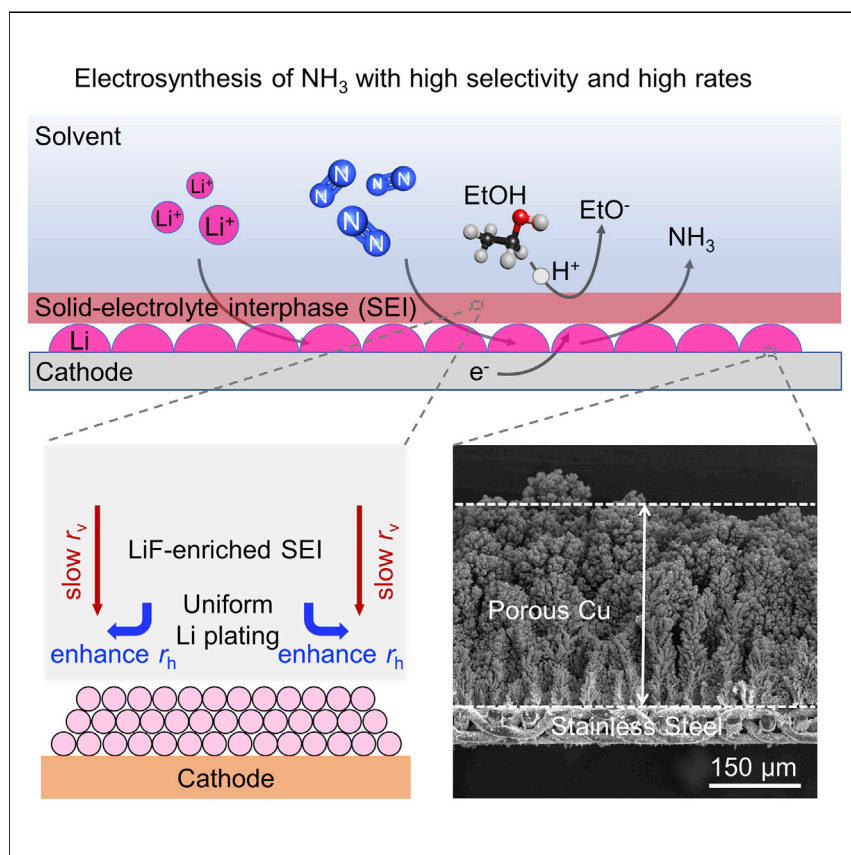 Electrosynthesis of NH₃ with high selectivity and high rates
Solvent
Li⁺
Li⁺
Li⁺
N
N
N
N
N
N
EtOH
EtO⁻
H⁺
NH₃
Solid-electrolyte interphase (SEI)
Li
Cathode
e⁻
slow rᵥ
LiF-enriched SEI
slow rᵥ
Uniform
Li plating
enhance rₕ
enhance rₕ
Cathode
Porous Cu
Stainless Steel
150 µm